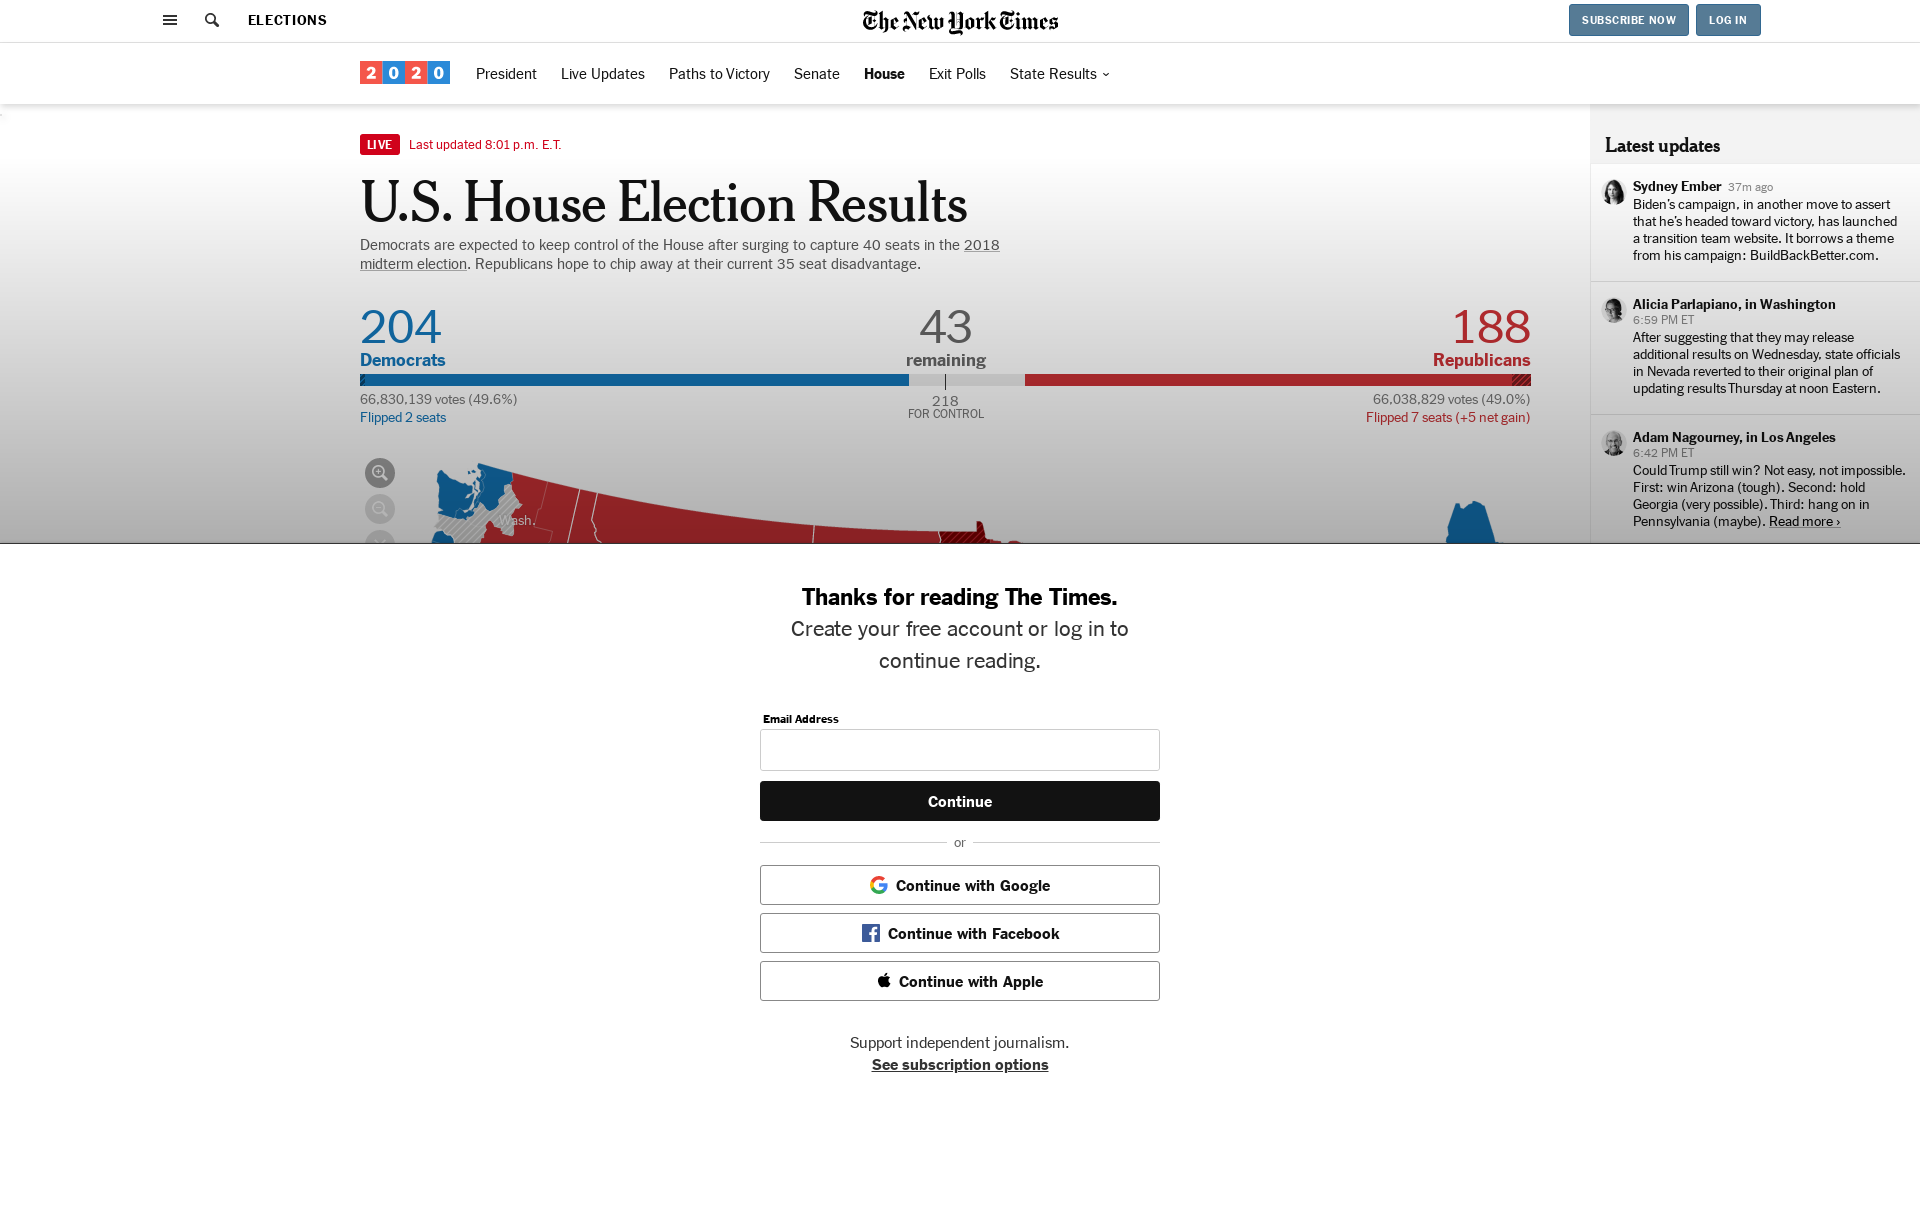 ELECTIONS
The New York Times
SUBSCRIBE NOW
LOG IN
2020
President
Live Updates
Paths to Victory
Senate
House
Exit Polls
State Results
LIVE
Last updated 8:01 p.m. E.T.
U.S. House Election Results
Democrats are expected to keep control of the House after surging to capture 40 seats in the 2018
midterm election. Republicans hope to chip away at their current 35 seat disadvantage.
204
Democrats
43
remaining
188
Republicans
66,830,139 votes (49.6%)
Flipped 2 seats
218
FOR CONTROL
66,038,829 votes (49.0%)
Flipped 7 seats (+5 net gain)
Wash.
Latest updates
Sydney Ember 37m ago
Biden's campaign, in another move to assert
that he's headed toward victory, has launched
a transition team website. It borrows a theme
from his campaign: BuildBackBetter.com.
Alicia Parlapiano, in Washington
6:59 PM ET
After suggesting that they may release
additional results on Wednesday, state officials
in Nevada reverted to their original plan of
updating results Thursday at noon Eastern.
Adam Nagourney, in Los Angeles
6:42 PM ET
Could Trump still win? Not easy, not impossible.
First: win Arizona (tough). Second: hold
Georgia (very possible). Third: hang on in
Pennsylvania (maybe). Read more ›
Thanks for reading The Times.
Create your free account or log in to
continue reading.
Email Address
Continue
or
Continue with Google
Continue with Facebook
Continue with Apple
Support independent journalism.
See subscription options